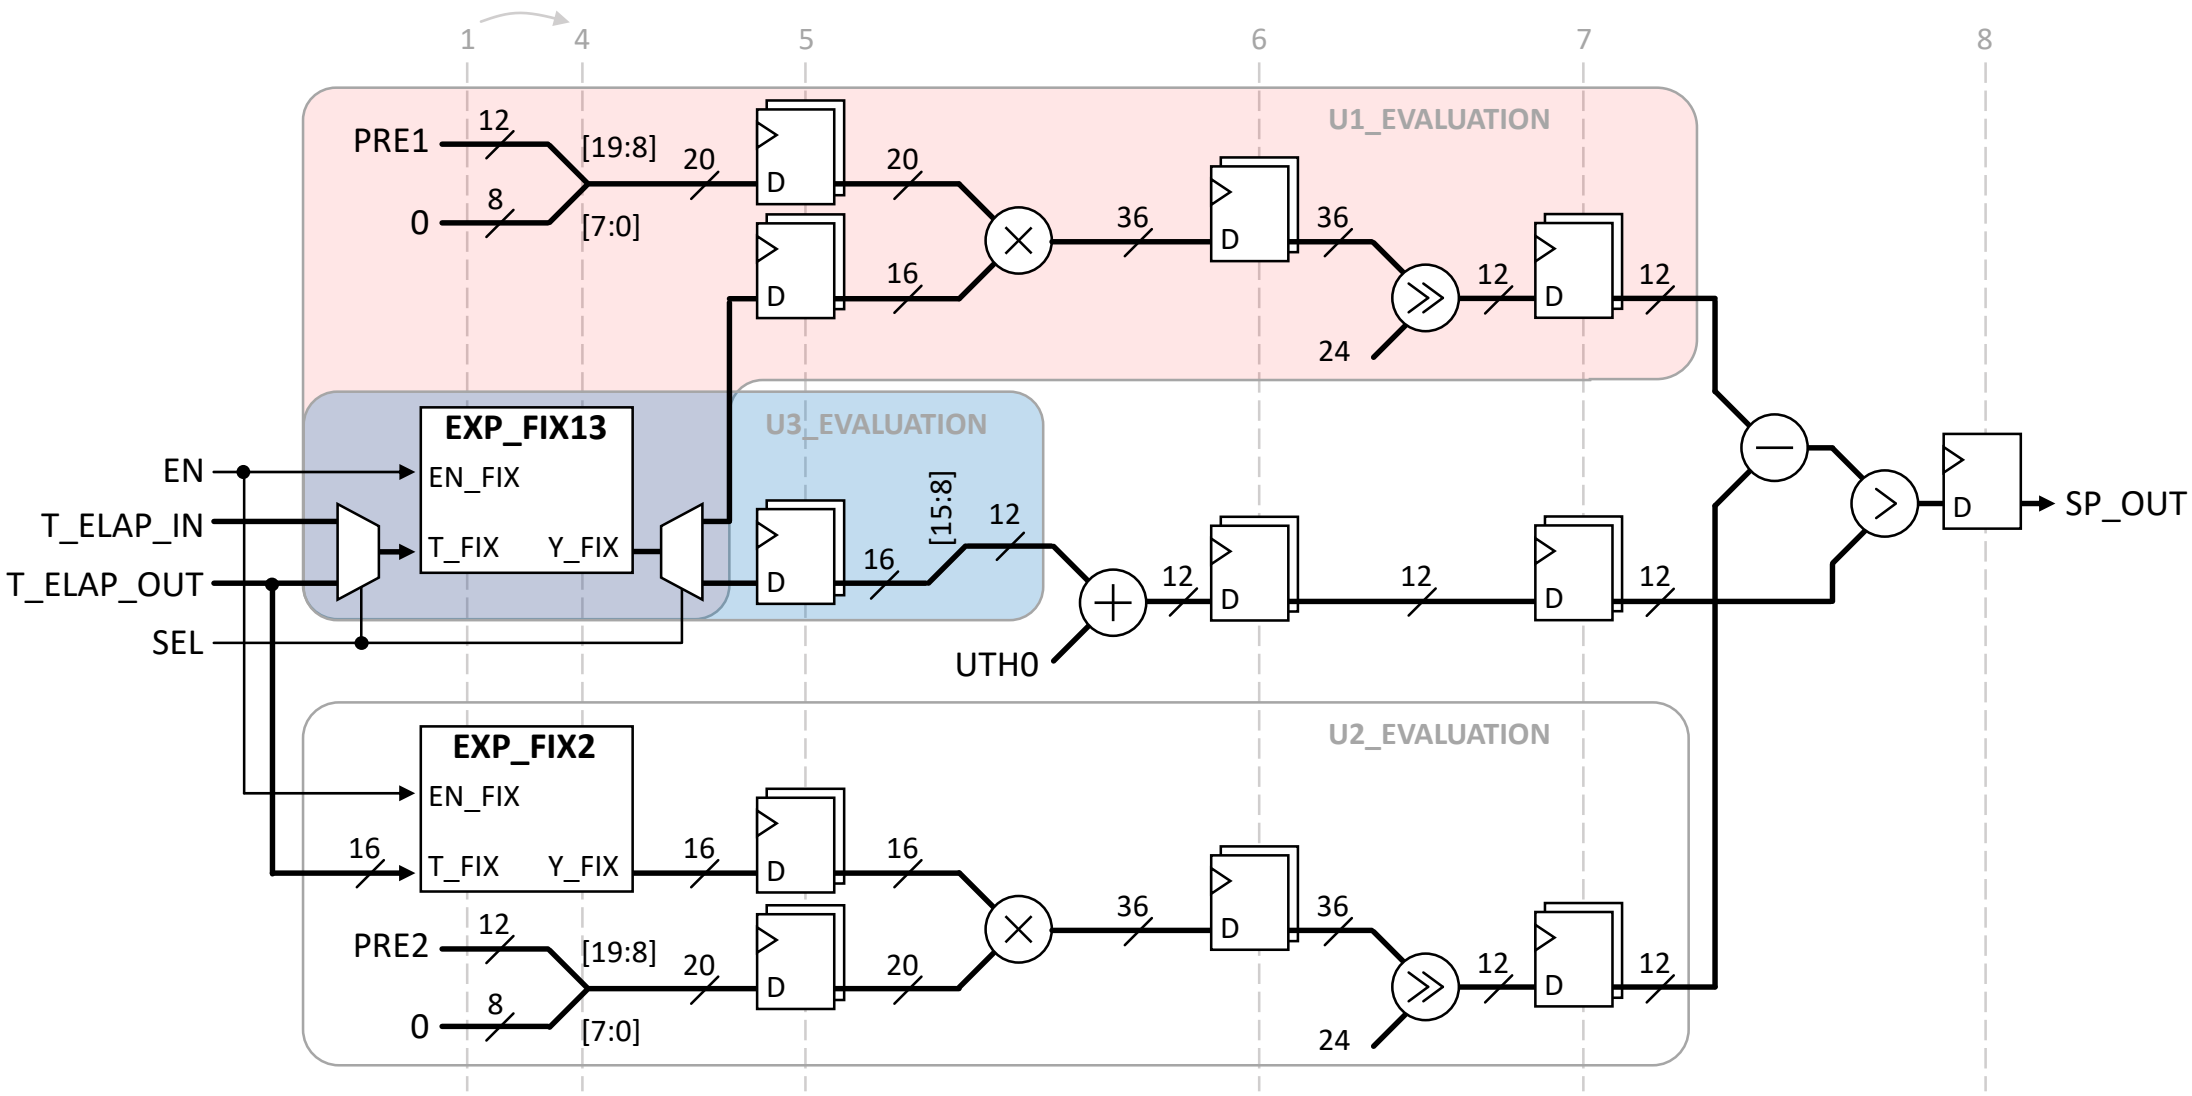 1 4 5 6 7 8
U1_EVALUATION
PRE1 12 [19:8] 20 20
0 8 [7:0]
D
36 36
D
16
D
12 12
D
24
EXP_FIX13
U3_EVALUATION
EN
EN_FIX
T_ELAP_IN
T_FIX Y_FIX
[15:8]
12
T_ELAP_OUT
D
16
SEL
12
D
12
D
12
UTH0
D
SP_OUT
U2_EVALUATION
EXP_FIX2
EN_FIX
16
T_FIX Y_FIX
16
D
16
PRE2 12 [19:8] 20 20
0 8 [7:0]
D
36 36
D
12 12
D
24